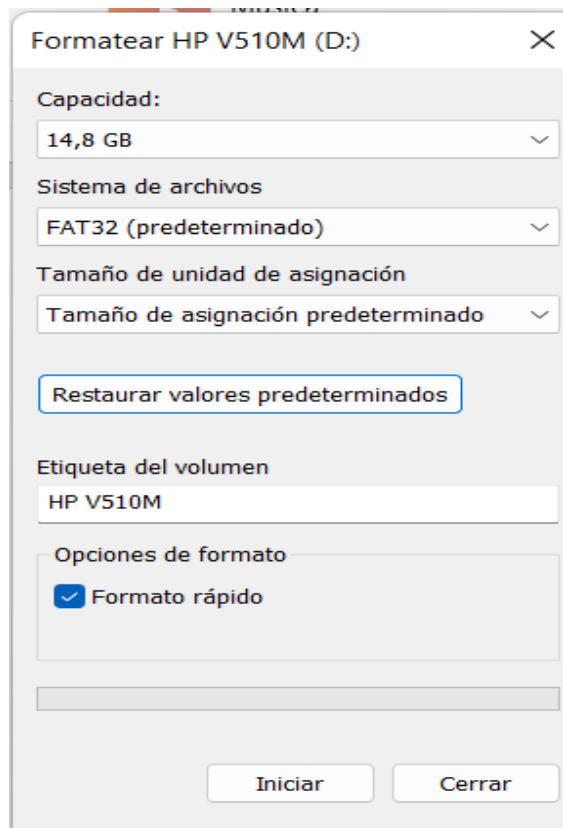 Formatear HP V510M (D:)
Capacidad:
14,8 GB
Sistema de archivos
FAT32 (predeterminado)
Tamaño de unidad de asignación
Tamaño de asignación predeterminado
Restaurar valores predeterminados
Etiqueta del volumen
HP V510M
Opciones de formato
Formato rápido
Iniciar
Cerrar